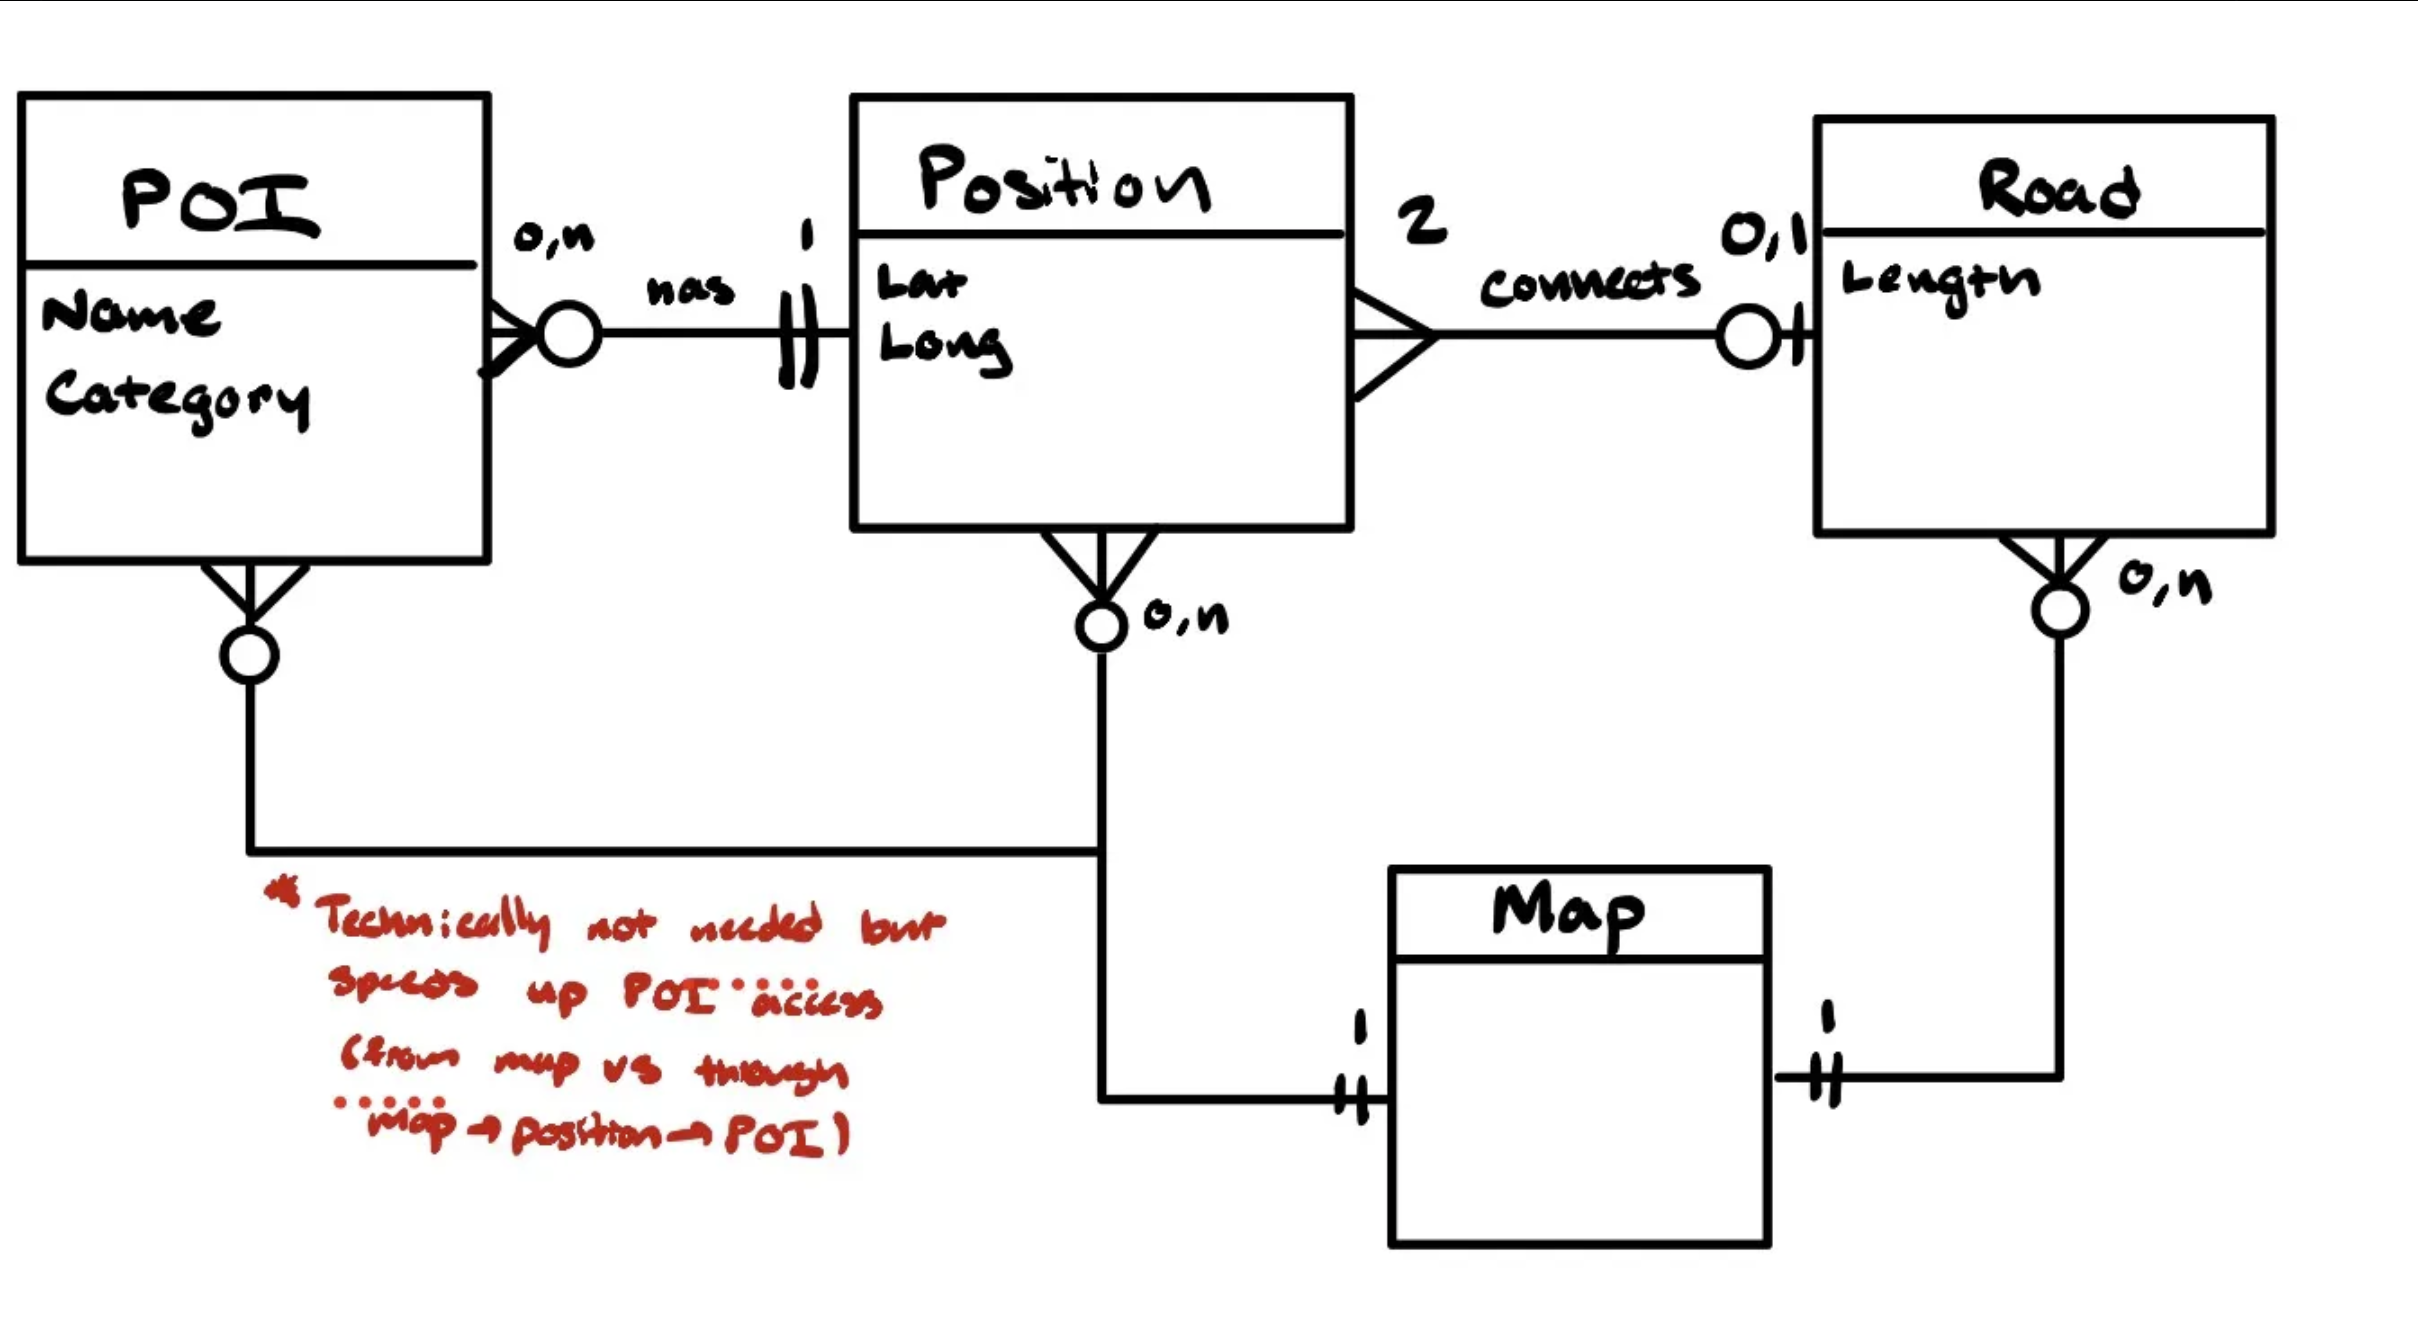 POI
Name
Category
0,n
has
1
Position
Lat
Long
2
connects
0,1
Road
Length
0,n
0,n
* Technically not needed but
speeds up POI access
(from map vs through
map → position → POI)
1
Map
1